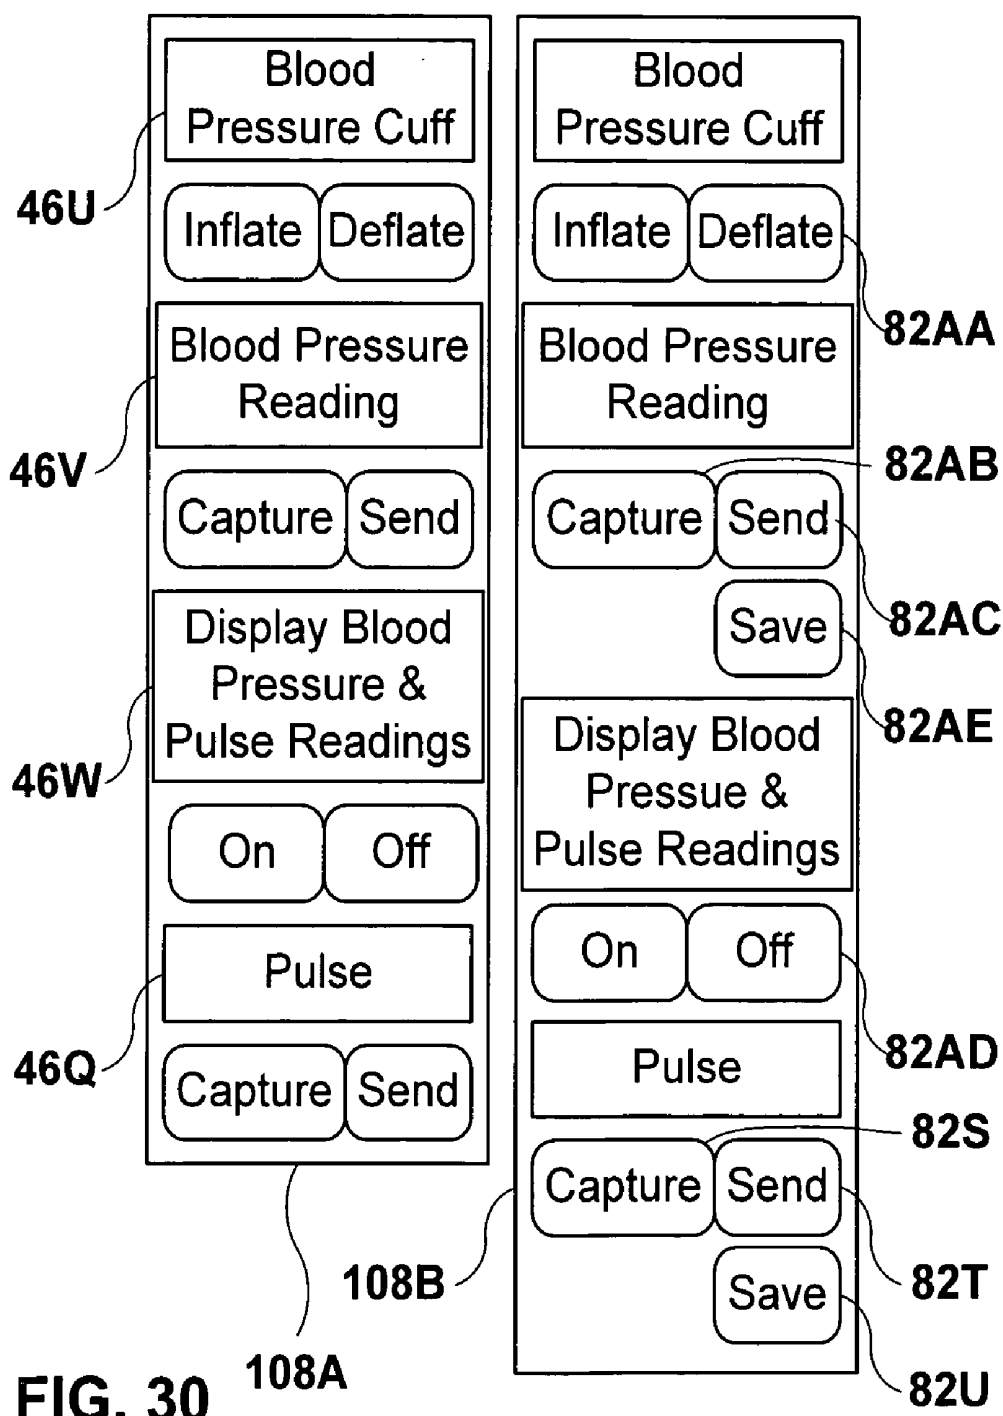 Blood
Pressure Cuff
46U
Inflate Deflate
Blood Pressure
Reading
46V
Capture Send
Display Blood
Pressure &
Pulse Readings
46W
On Off
Pulse
46Q
Capture Send
108A
Blood
Pressure Cuff
Inflate Deflate
82AA
Blood Pressure
Reading
82AB
Capture Send
82AC
Save
82AE
Display Blood
Pressue &
Pulse Readings
On Off
82AD
Pulse
82S
Capture Send
108B
82T
Save
82U
FIG. 30